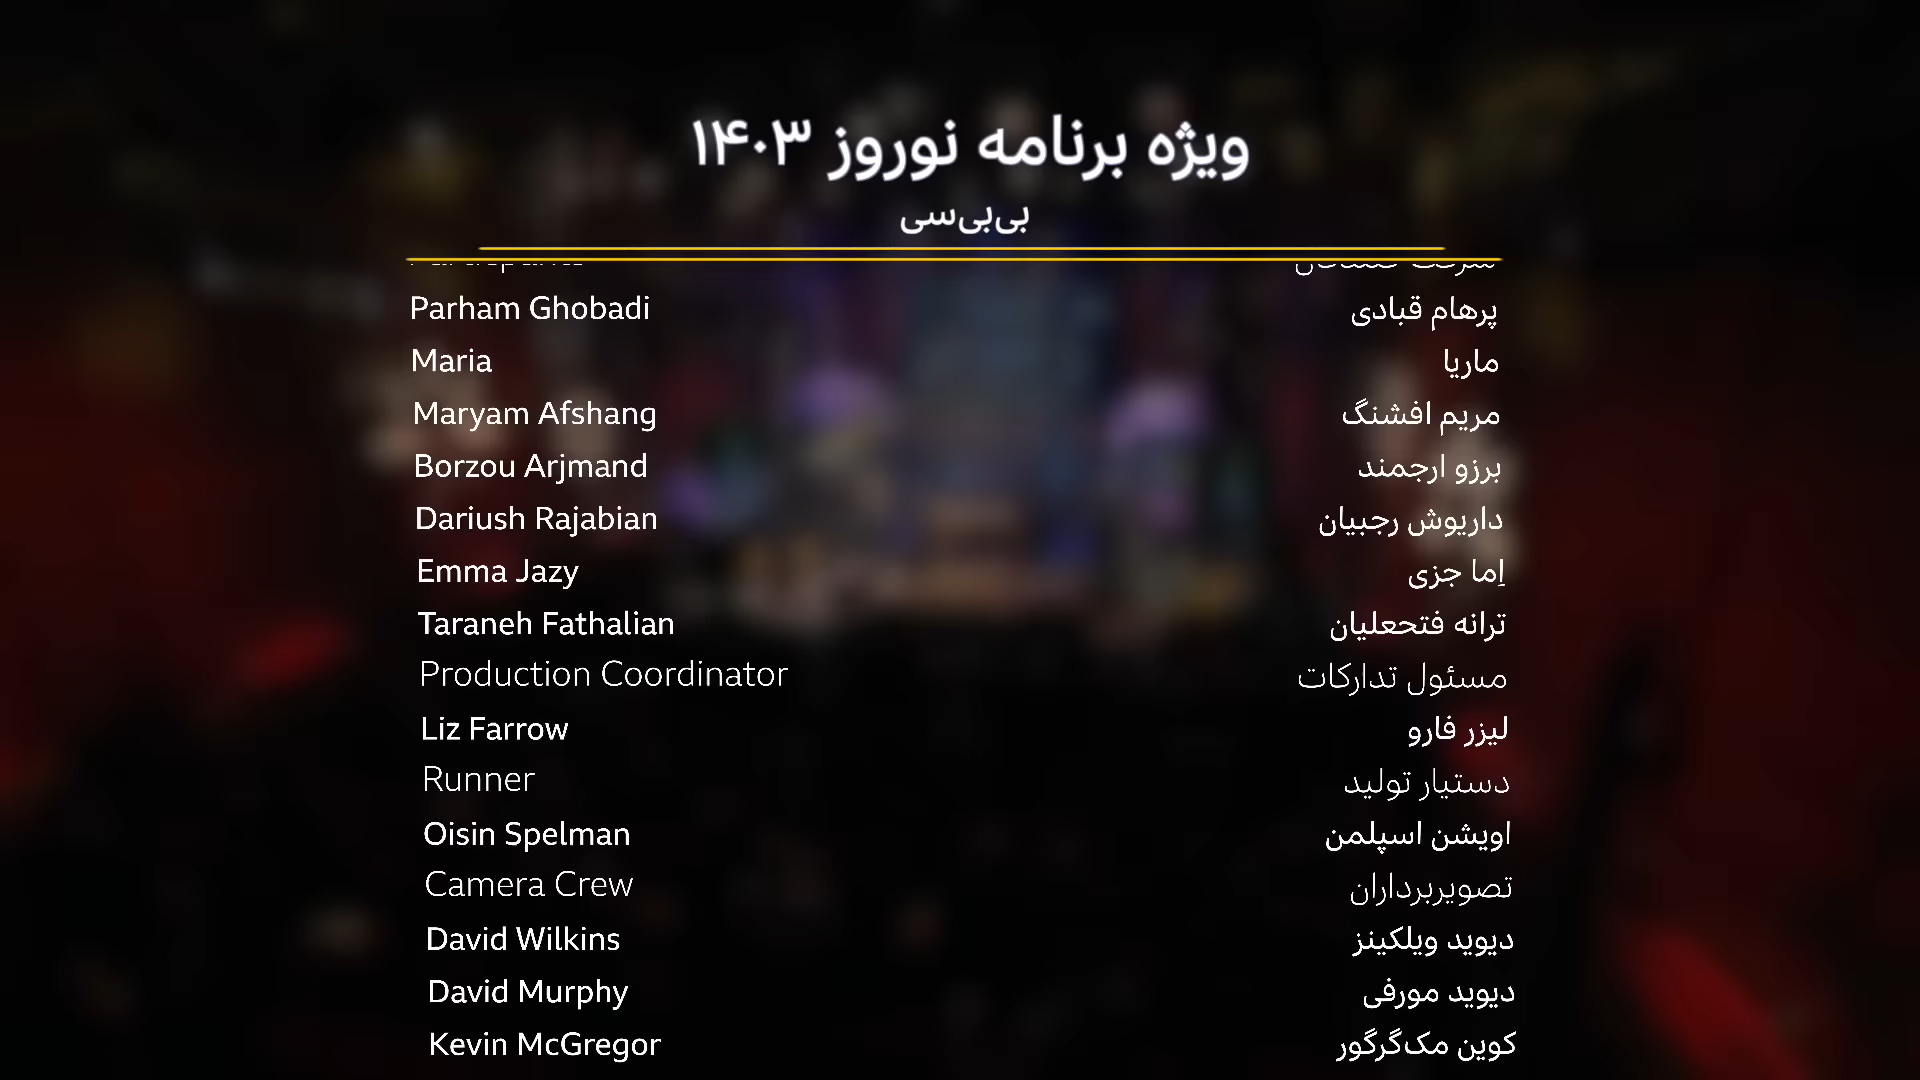 ویژه برنامه نوروز ۱۴۰۳
بی‌بی‌سی
Parham Ghobadi پرهام قبادی
Maria ماریا
Maryam Afshang مریم افشنگ
Borzou Arjmand برزو ارجمند
Dariush Rajabian داریوش رجبیان
Emma Jazy اِما جزی
Taraneh Fathalian ترانه فتحعلیان
Production Coordinator مسئول تدارکات
Liz Farrow لیزر فارو
Runner دستیار تولید
Oisin Spelman اویشن اسپلمن
Camera Crew تصویربرداران
David Wilkins دیوید ویلکینز
David Murphy دیوید مورفی
Kevin McGregor کوین مک‌گرگور